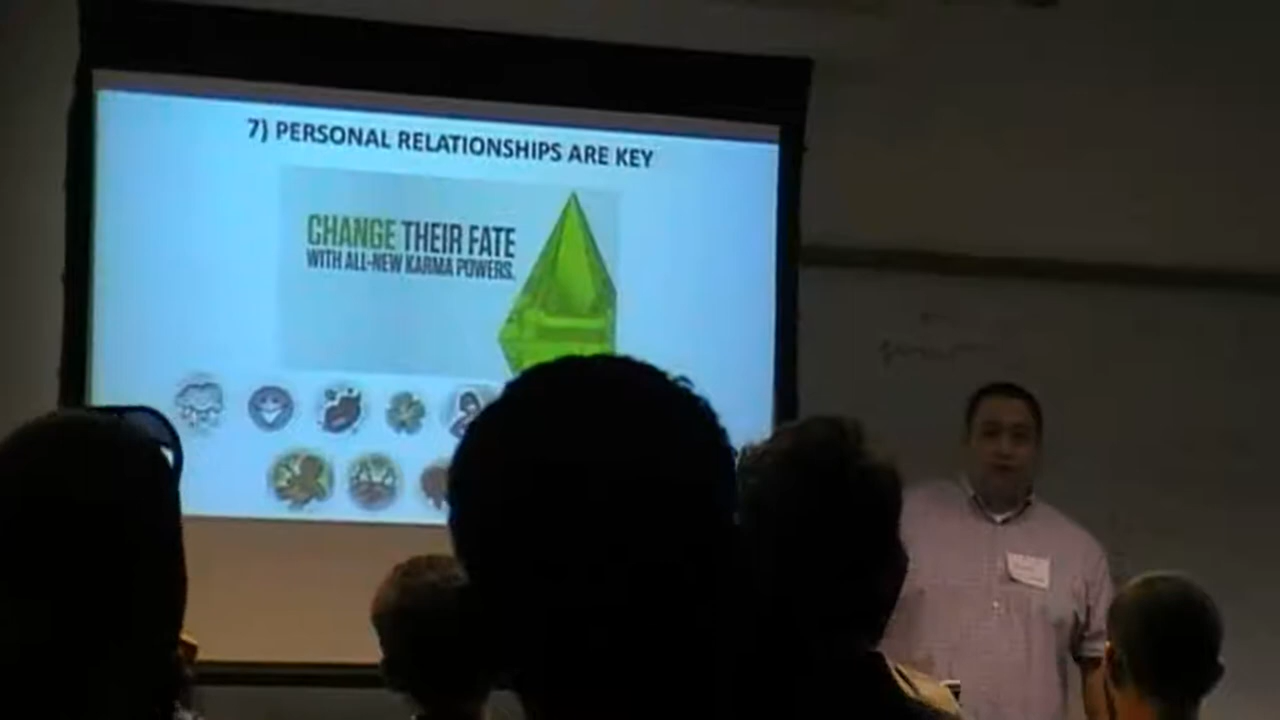 7) PERSONAL RELATIONSHIPS ARE KEY
CHANGE THEIR FATE
WITH ALL-NEW KARMA POWERS.